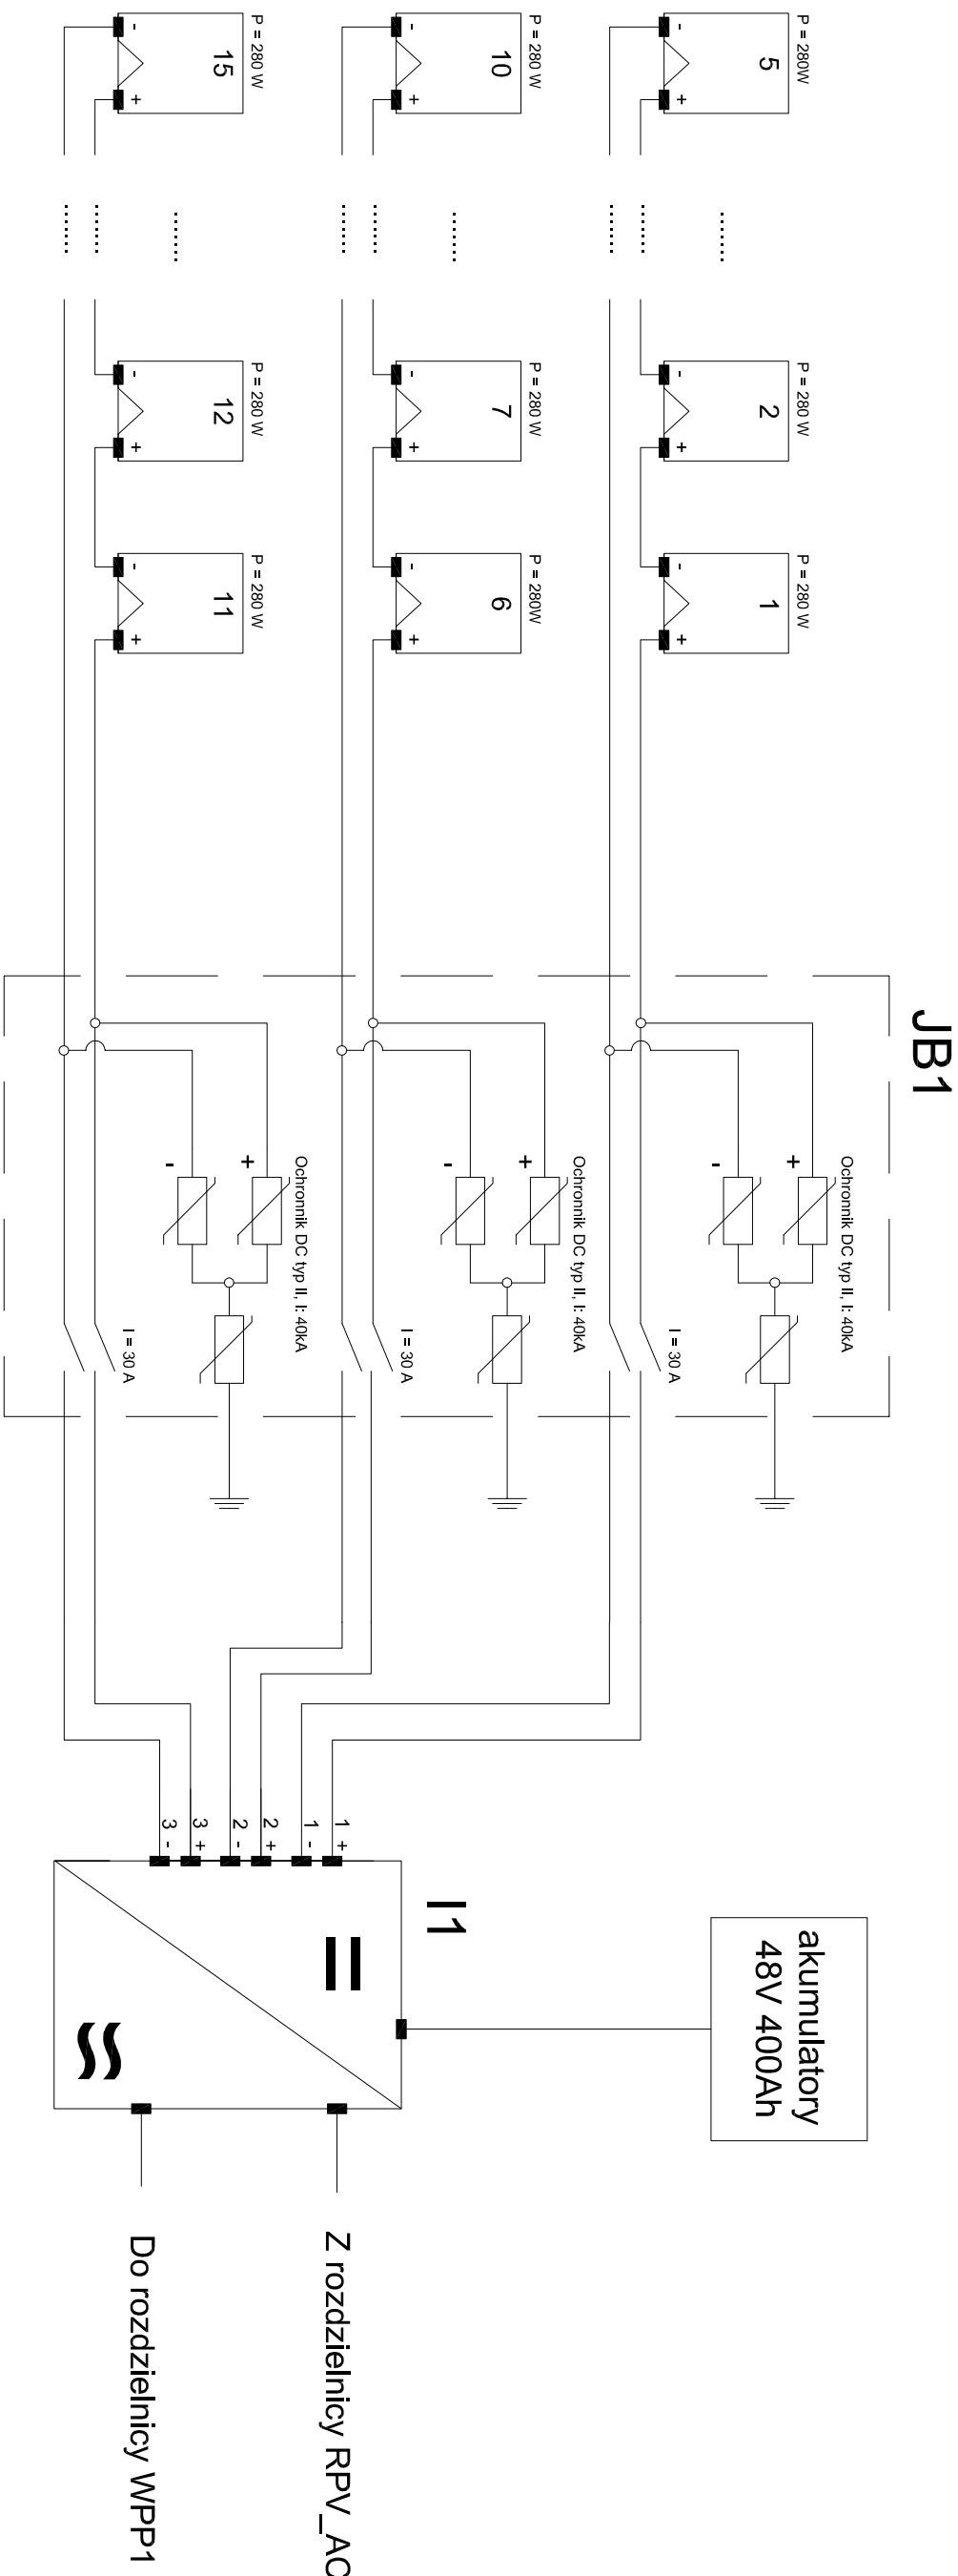 JB1
P = 280W
5
- +
.......
.......
.......
P = 280 W
2
- +
P = 280 W
1
- +
Ochronnik DC typ II, I: 40kA
+
-
I = 30 A
P = 280 W
10
- +
.......
.......
.......
P = 280 W
7
- +
P = 280W
6
- +
Ochronnik DC typ II, I: 40kA
+
-
I = 30 A
P = 280 W
15
- +
.......
.......
.......
P = 280 W
12
- +
P = 280 W
11
- +
Ochronnik DC typ II, I: 40kA
+
-
I = 30 A
akumulatory
48V 400Ah
I1
1 +
1 -
2 +
2 -
3 +
3 -
=
≈
Z rozdzielnicy RPV_AC
Do rozdzielnicy WPP1